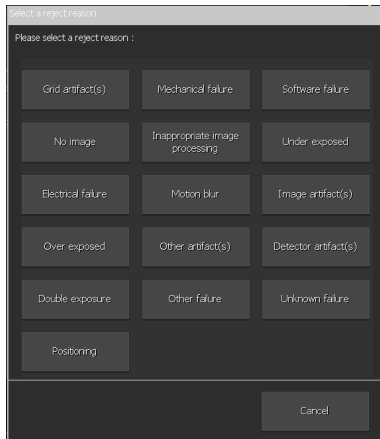 Select a reject reason
Please select a reject reason :
Grid artifact(s)
Mechanical failure
Software failure
No image
Inappropriate image
processing
Under exposed
Electrical failure
Motion blur
Image artifact(s)
Over exposed
Other artifact(s)
Detector artifact(s)
Double exposure
Other failure
Unknown failure
Positioning
Cancel